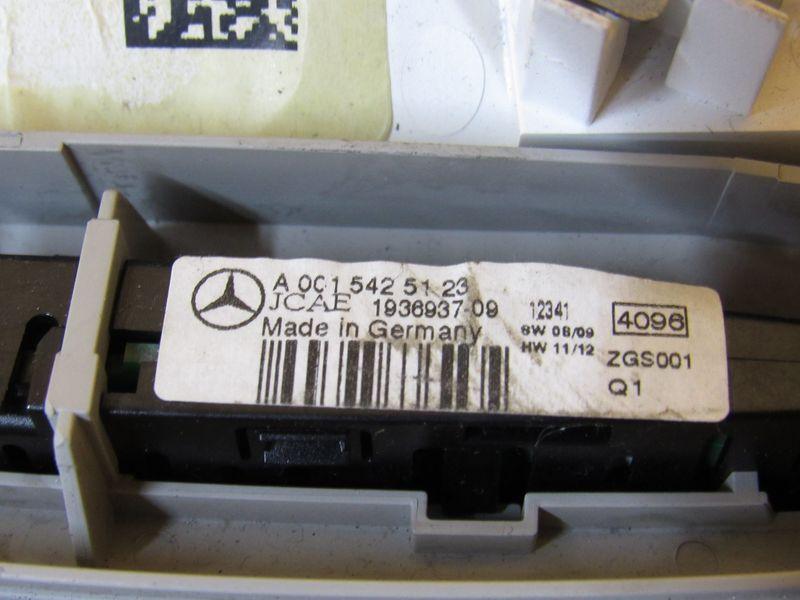 A 001 542 51 23
JCAE 1936937-09 12341 4096
Made in Germany SW 08/09
HW 11/12 ZGS001
Q1